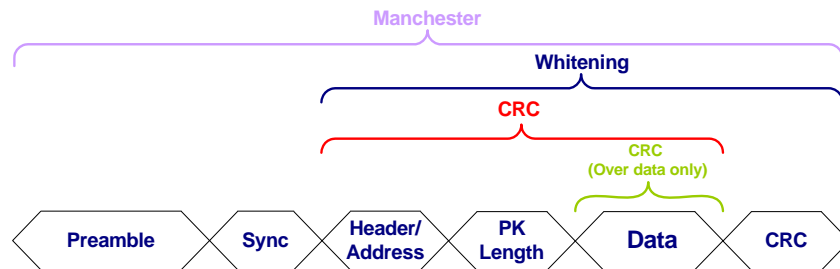 Manchester
Whitening
CRC
CRC
(Over data only)
Preamble
Sync
Header/
Address
PK
Length
Data
CRC